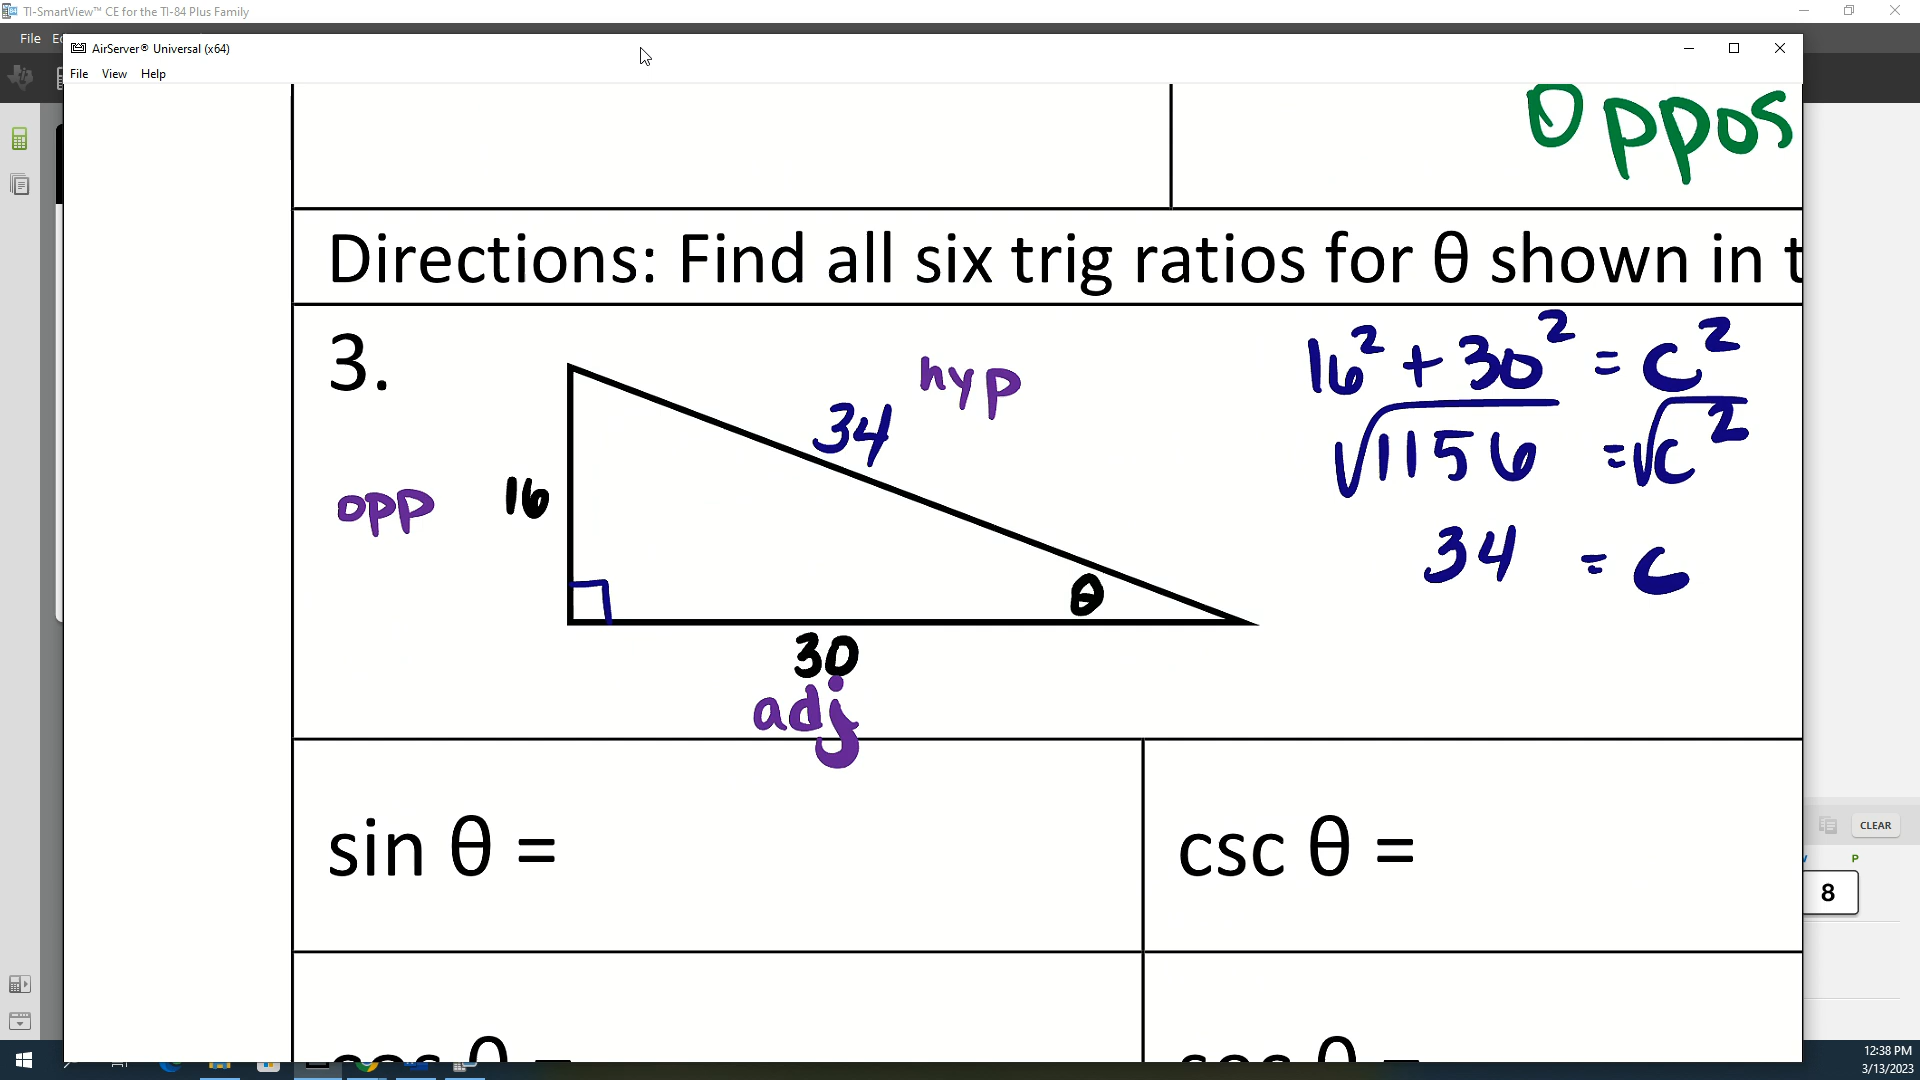 TI-SmartView™ CE for the TI-84 Plus Family
File
AirServer® Universal (x64)
File View Help
Oppos
Directions: Find all six trig ratios for θ shown in t
3.
hyp
34
opp
16
θ
30
adj
16² + 30² = c²
√1156 = √c²
34 = c
sin θ =
csc θ =
CLEAR
P
8
12:38 PM
3/13/2023